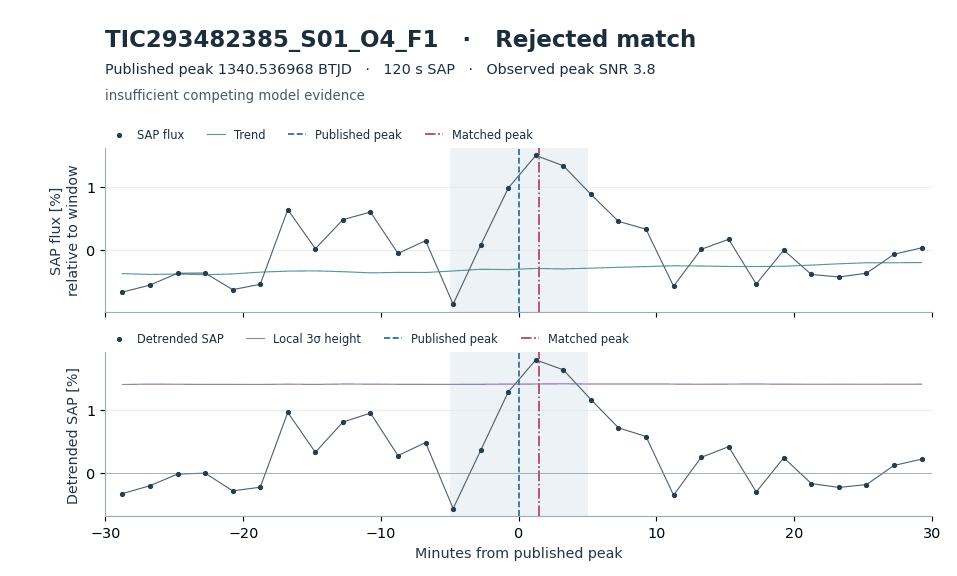 TIC293482385_S01_O4_F1 · Rejected match
Published peak 1340.536968 BTJD · 120 s SAP · Observed peak SNR 3.8
insufficient competing model evidence
SAP flux Trend Published peak Matched peak
SAP flux [%]
relative to window
1
0
Detrended SAP Local 3σ height Published peak Matched peak
Detrended SAP [%]
1
0
−30 −20 −10 0 10 20 30
Minutes from published peak